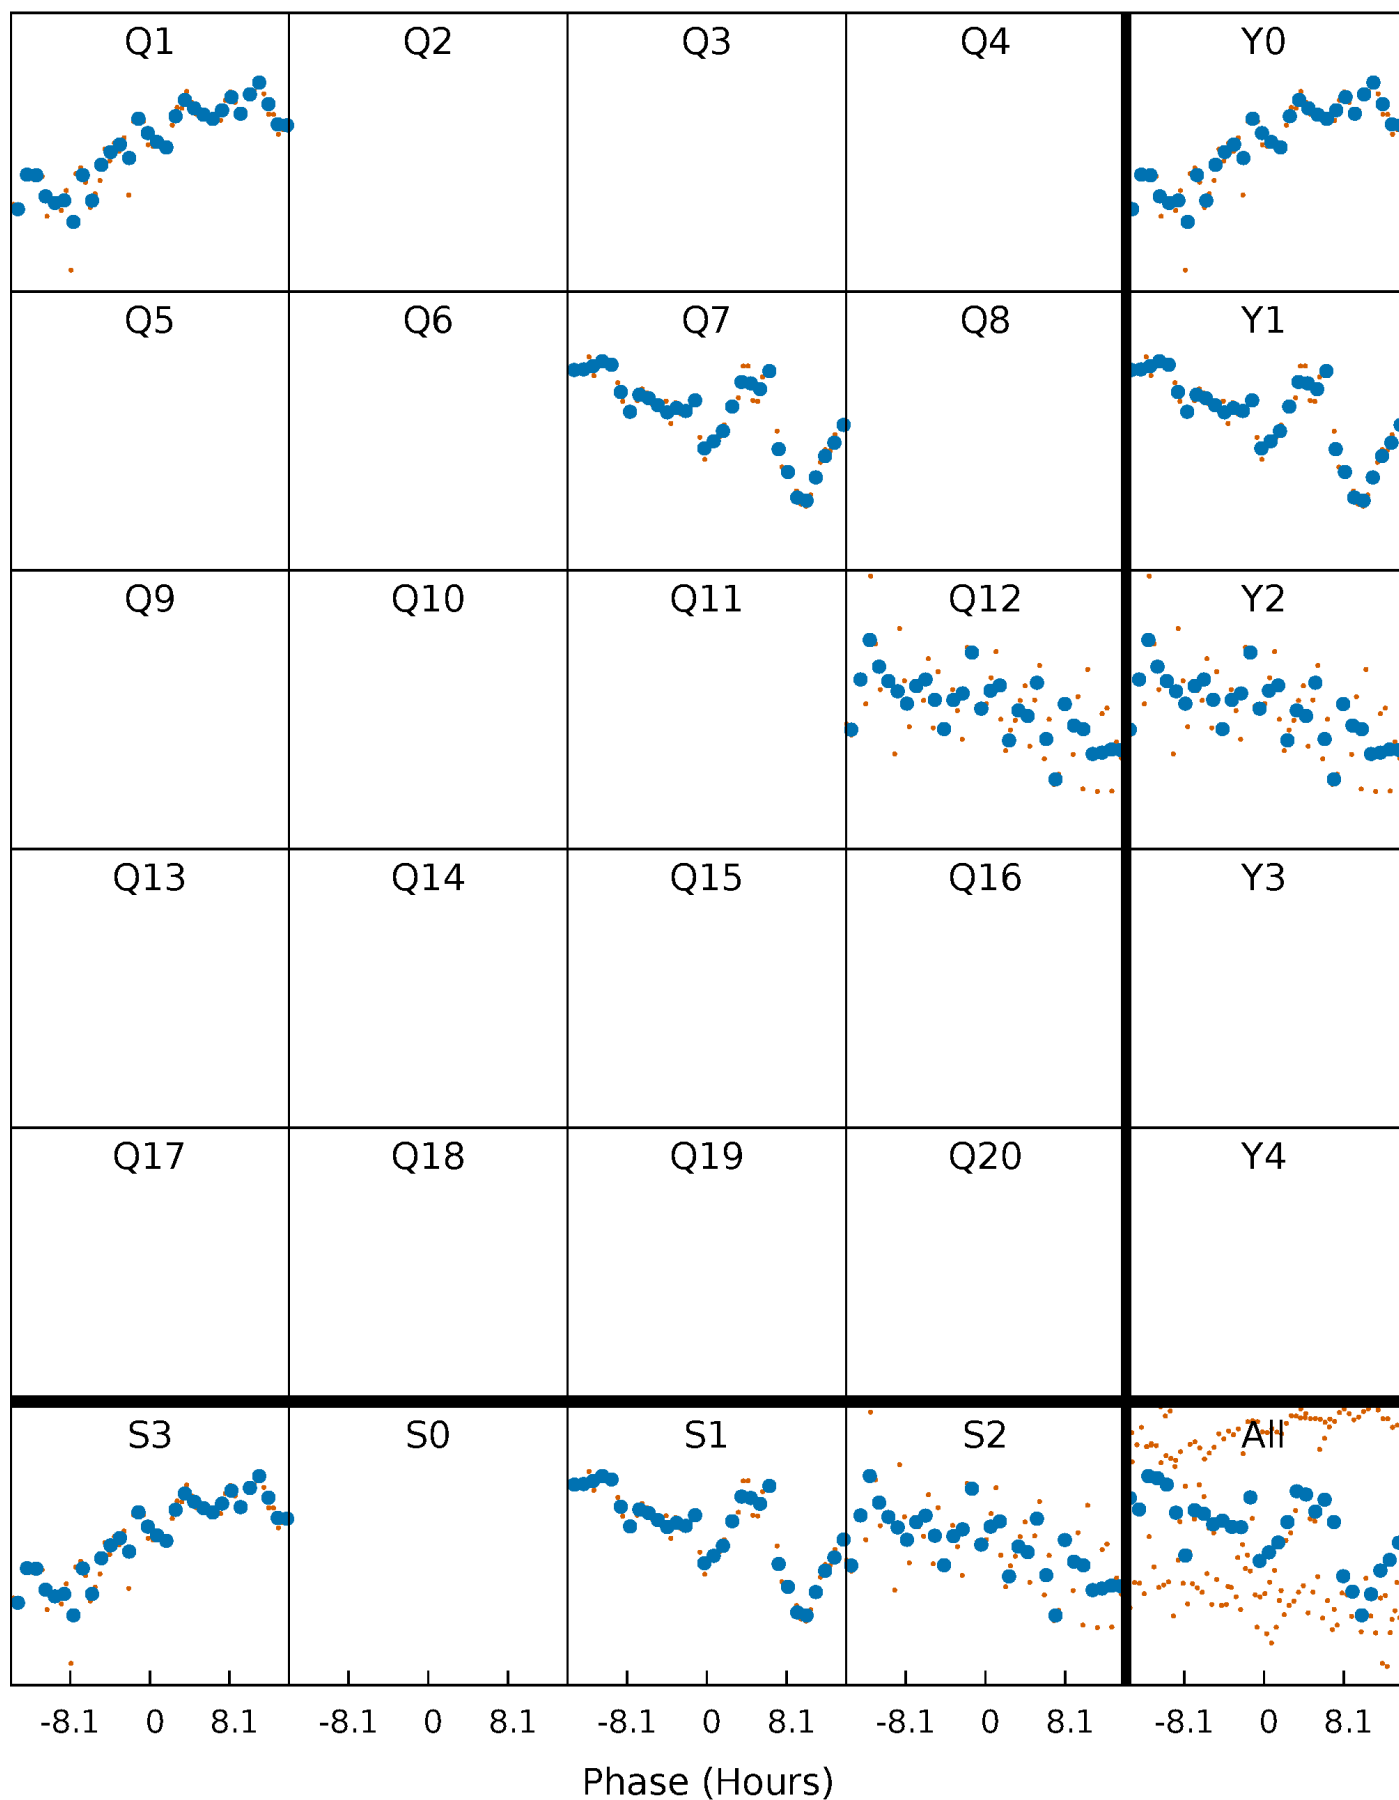 Q1 Q2 Q3 Q4 Y0
Q5 Q6 Q7 Q8 Y1
Q9 Q10 Q11 Q12 Y2
Q13 Q14 Q15 Q16 Y3
Q17 Q18 Q19 Q20 Y4
S3 S0 S1 S2 All
-8.1 0 8.1 -8.1 0 8.1 -8.1 0 8.1 -8.1 0 8.1 -8.1 0 8.1
Phase (Hours)